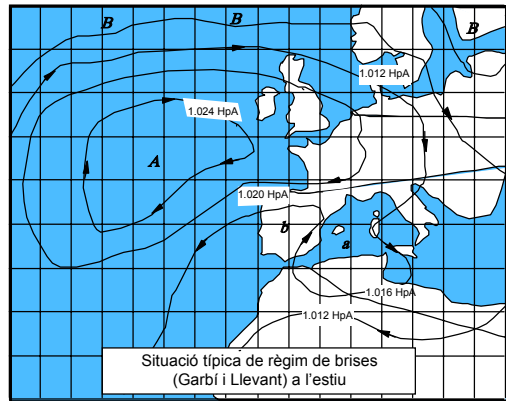 B
B
B
1.012 HpA
1.024 HpA
A
1.020 HpA
b
a
1.016 HpA
1.012 HpA
Situació típica de règim de brises
(Garbí i Llevant) a l'estiu